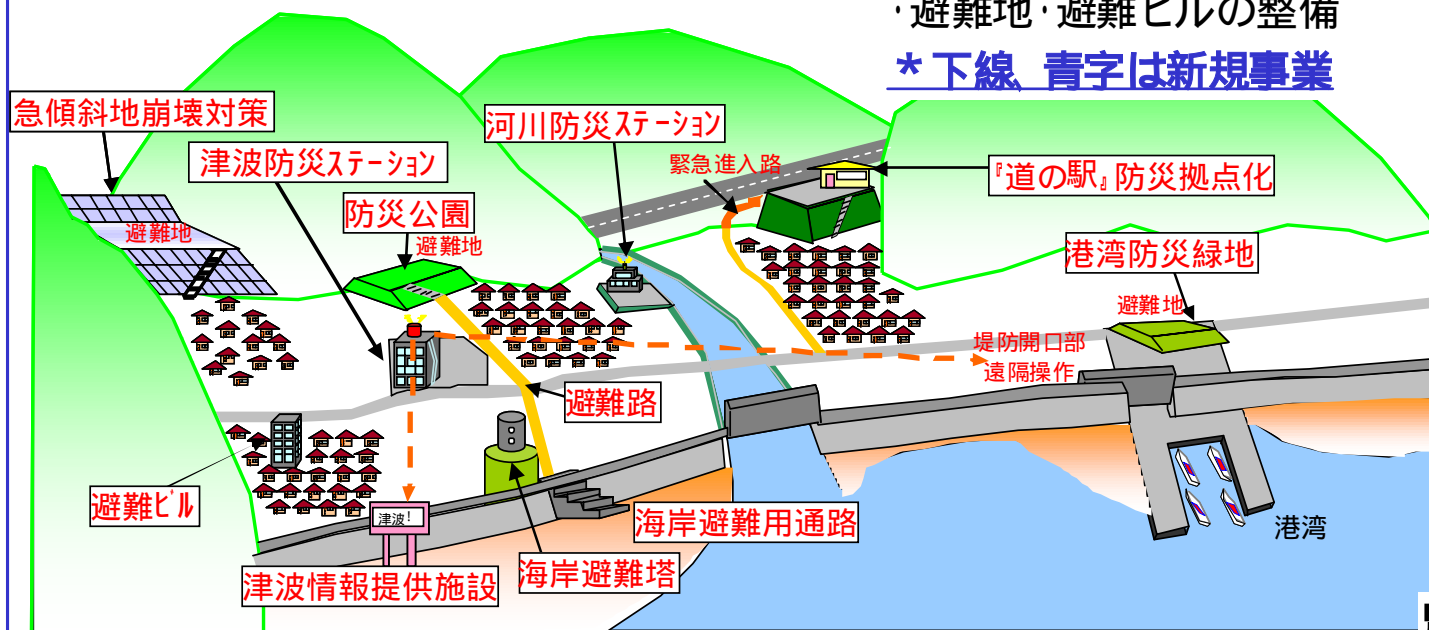 ・避難地・避難ビルの整備
*下線、青字は新規事業
急傾斜地崩壊対策
河川防災ステーション
津波防災ステーション
緊急進入路
『道の駅』防災拠点化
防災公園
避難地
避難地
港湾防災緑地
避難地
堤防開口部
遠隔操作
避難路
避難ビル
津波!
海岸避難用通路
港湾
海岸避難塔
津波情報提供施設